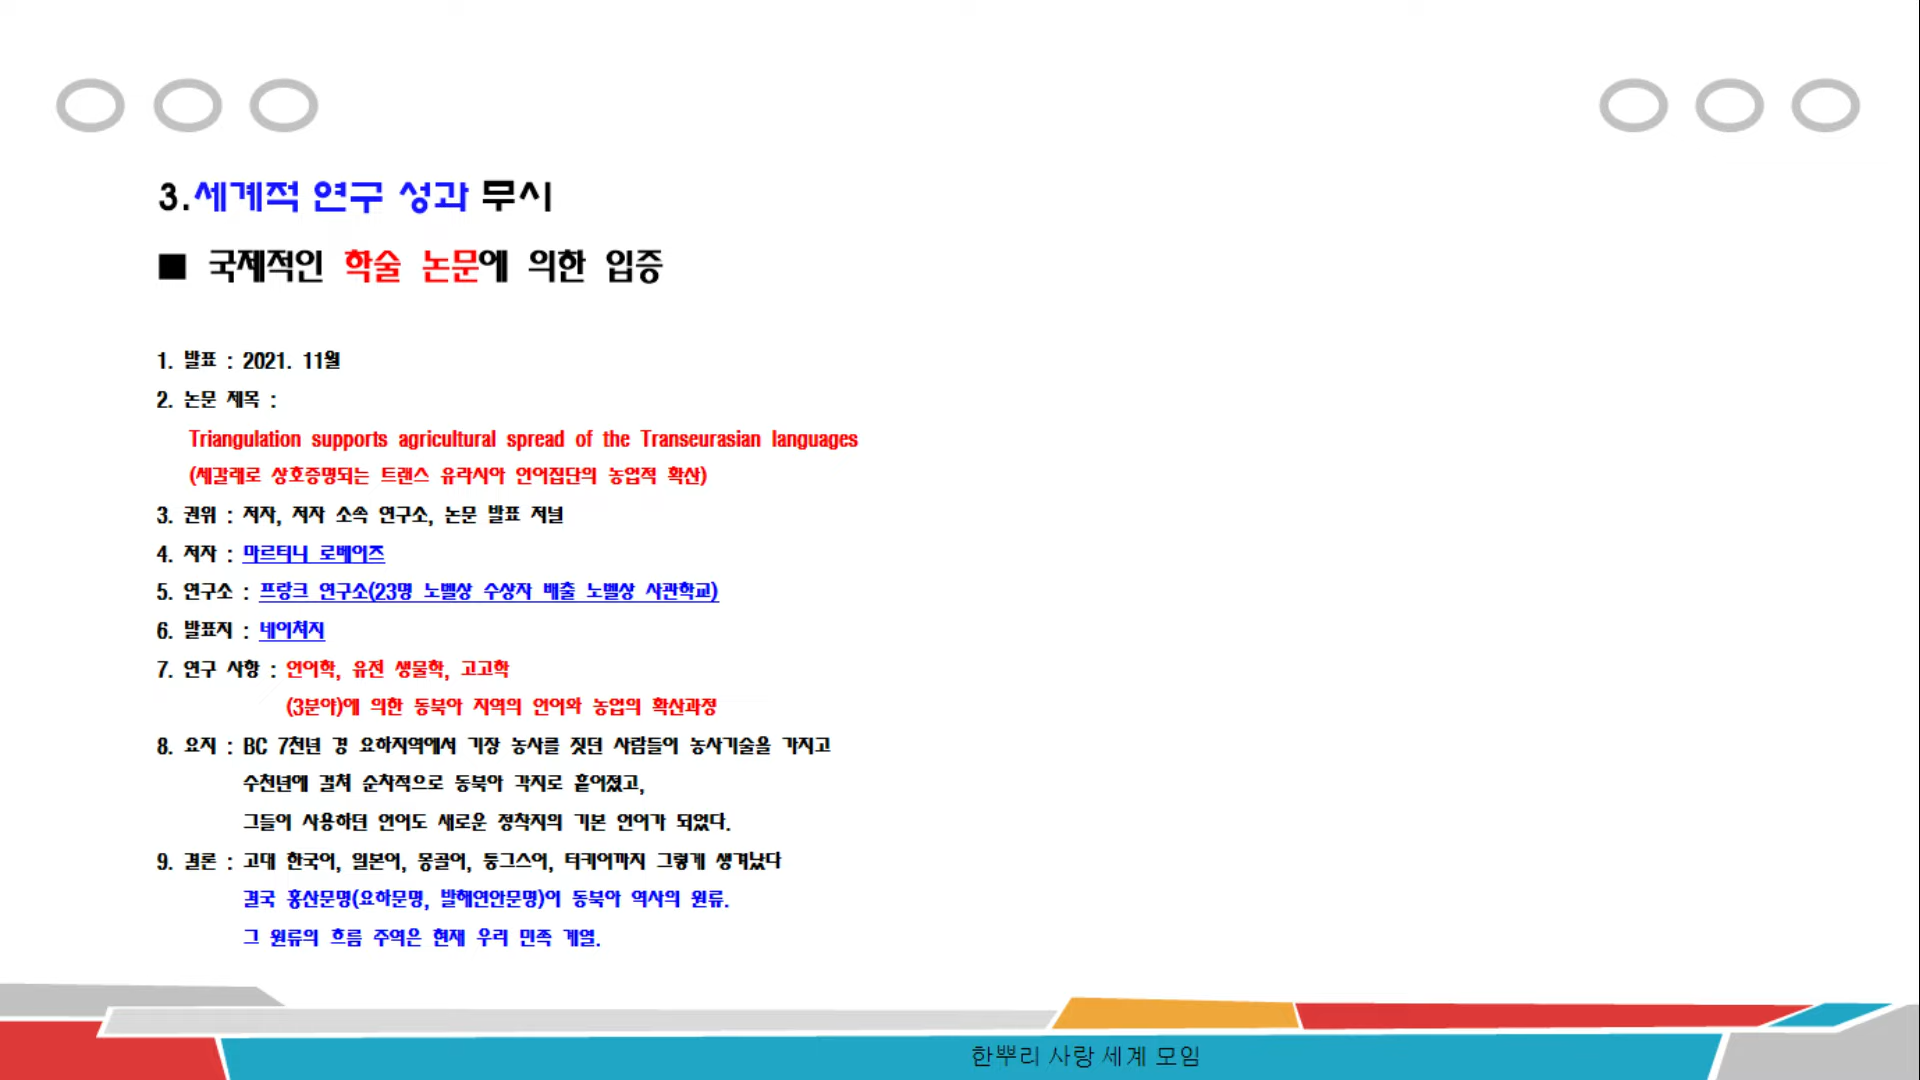 3.세계적 연구 성과 무시
■ 국제적인 학술 논문에 의한 입증
1. 발표 : 2021. 11월
2. 논문 제목 :
Triangulation supports agricultural spread of the Transeurasian languages
(세갈래로 상호증명되는 트랜스 유라시아 언어집단의 농업적 확산)
3. 권위 : 저자, 저자 소속 연구소, 논문 발표 저널
4. 저자 : 마르티니 로베이츠
5. 연구소 : 프랑크 연구소(23명 노벨상 수상자 배출 노벨상 사관학교)
6. 발표지 : 네이쳐지
7. 연구 사항 : 언어학, 유전 생물학, 고고학
(3분야)에 의한 동북아 지역의 언어와 농업의 확산과정
8. 요지 : BC 7천년 경 요하지역에서 기장 농사를 짓던 사람들이 농사기술을 가지고
수천년에 걸쳐 순차적으로 동북아 각지로 흩어졌고,
그들이 사용하던 언어도 새로운 정착지의 기본 언어가 되었다.
9. 결론 : 고대 한국어, 일본어, 몽골어, 퉁그스어, 터키어까지 그렇게 생겨났다
결국 홍산문명(요하문명, 발해연안문명)이 동북아 역사의 원류.
그 원류의 흐름 주역은 현재 우리 민족 계열.
한뿌리 사랑 세계 모임